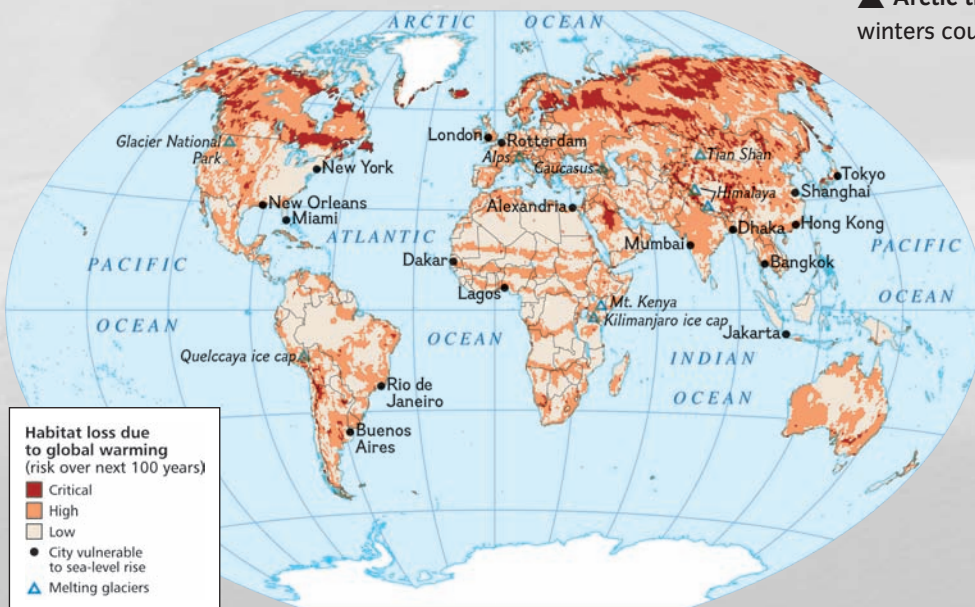 Arctic t
winters cou
ARCTIC OCEAN
Glacier National
Park
New York
New Orleans
Miami
ATLANTIC
OCEAN
PACIFIC
OCEAN
London
Rotterdam
Alps
Caucasus
Tian Shan
Himalaya
Tokyo
Shanghai
Hong Kong
Alexandria
Dhaka
Mumbai
Bangkok
PACIFIC
OCEAN
Dakar
Lagos
Mt. Kenya
Kilimanjaro ice cap
Jakarta
INDIAN
OCEAN
Quelccaya ice cap
Rio de
Janeiro
Buenos
Aires
Habitat loss due
to global warming
(risk over next 100 years)
Critical
High
Low
City vulnerable
to sea-level rise
Melting glaciers